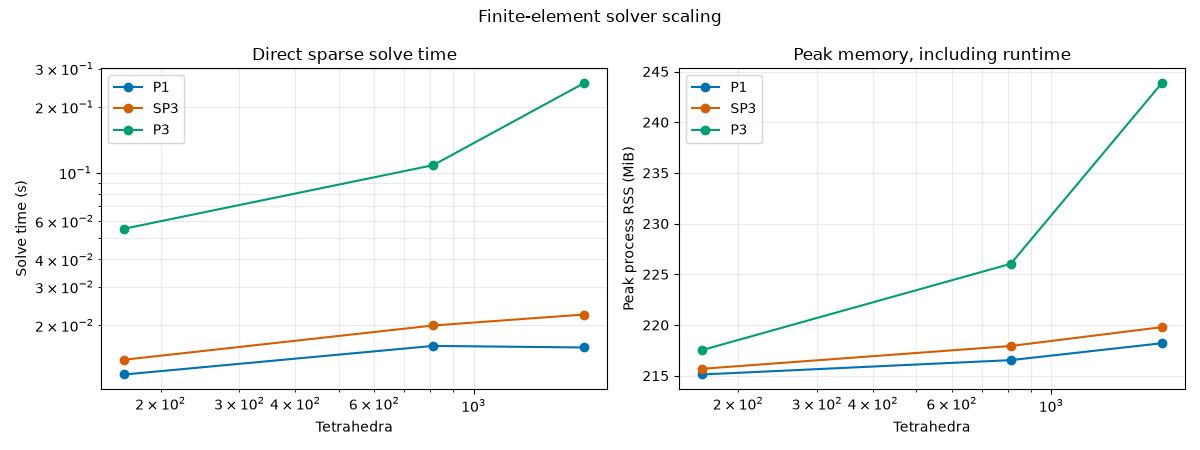 Finite-element solver scaling
Direct sparse solve time
P1
SP3
P3
Solve time (s)
3 × 10⁻¹
2 × 10⁻¹
10⁻¹
6 × 10⁻²
4 × 10⁻²
3 × 10⁻²
2 × 10⁻²
2 × 10² 3 × 10² 4 × 10² 6 × 10² 10³
Tetrahedra
Peak memory, including runtime
P1
SP3
P3
Peak process RSS (MiB)
245
240
235
230
225
220
215
2 × 10² 3 × 10² 4 × 10² 6 × 10² 10³
Tetrahedra